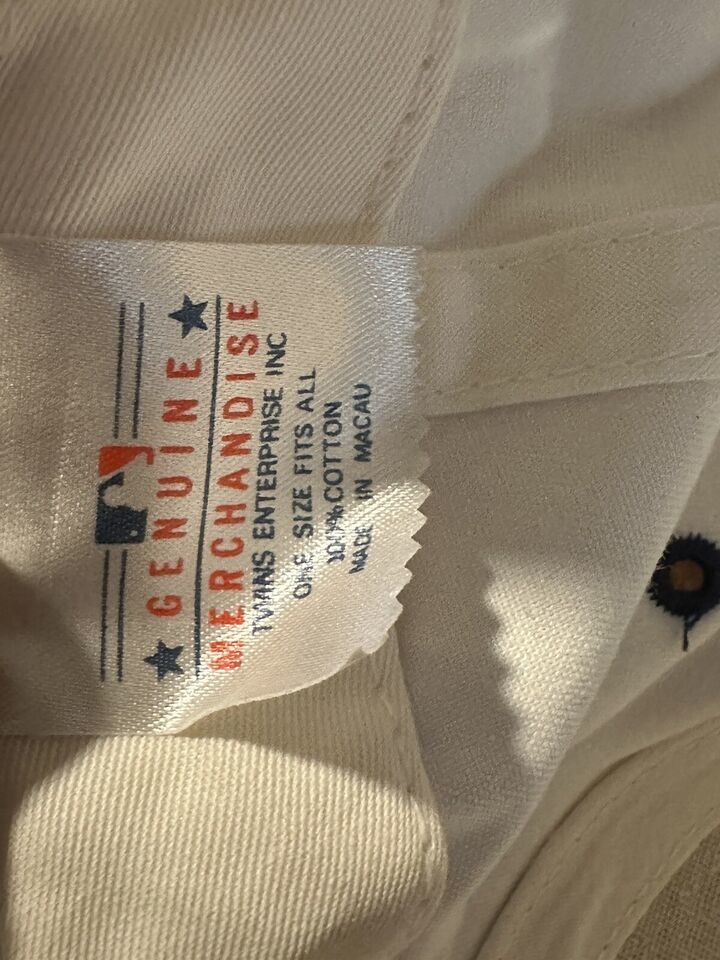 ★ GENUINE ★
MERCHANDISE
TWINS ENTERPRISE INC
ONE SIZE FITS ALL
100% COTTON
MADE IN MACAU